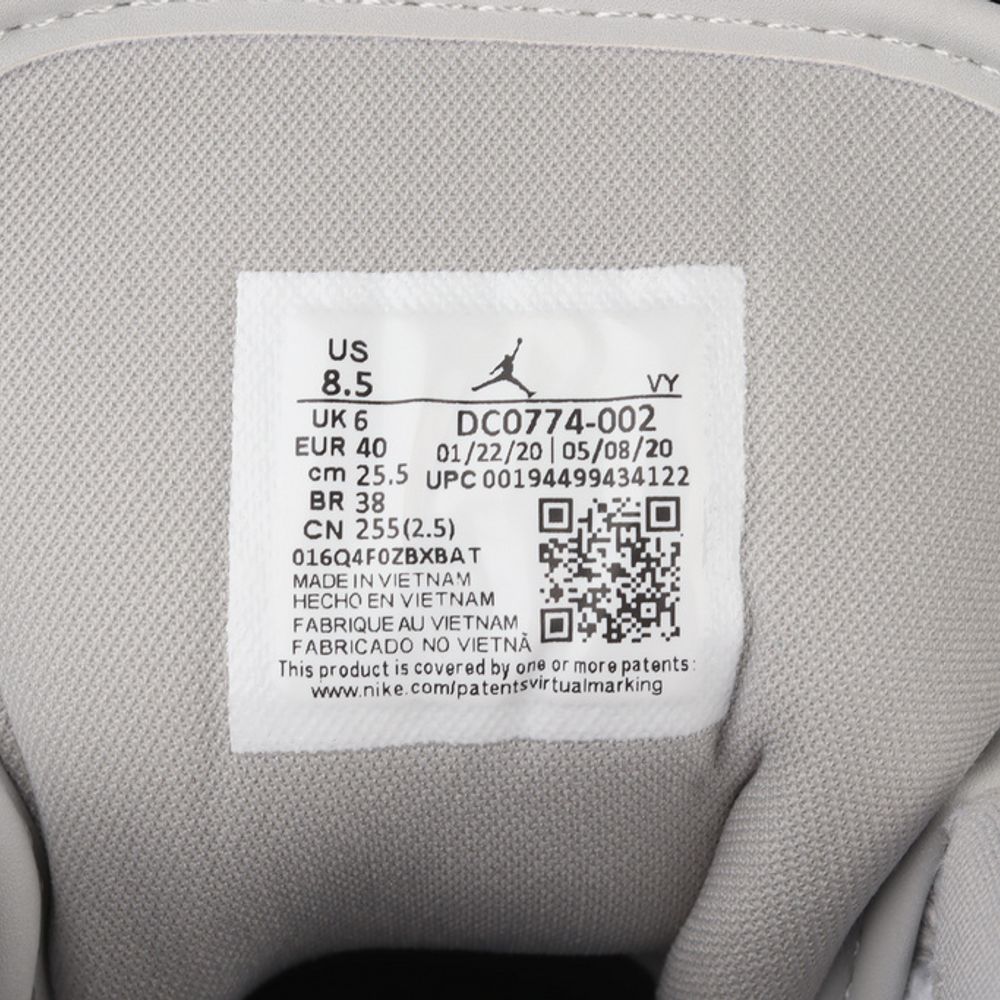 US
8.5
VY
UK 6
DC0774-002
EUR 40
01/22/20 | 05/08/20
cm 25.5
UPC 00194499434122
BR 38
CN 255(2.5)
016Q4F0ZBXBAT
MADE IN VIETNAM
HECHO EN VIETNAM
FABRIQUE AU VIETNAM
FABRICADO NO VIETNÃ
This product is covered by one or more patents:
www.nike.com/patentsvirtualmarking